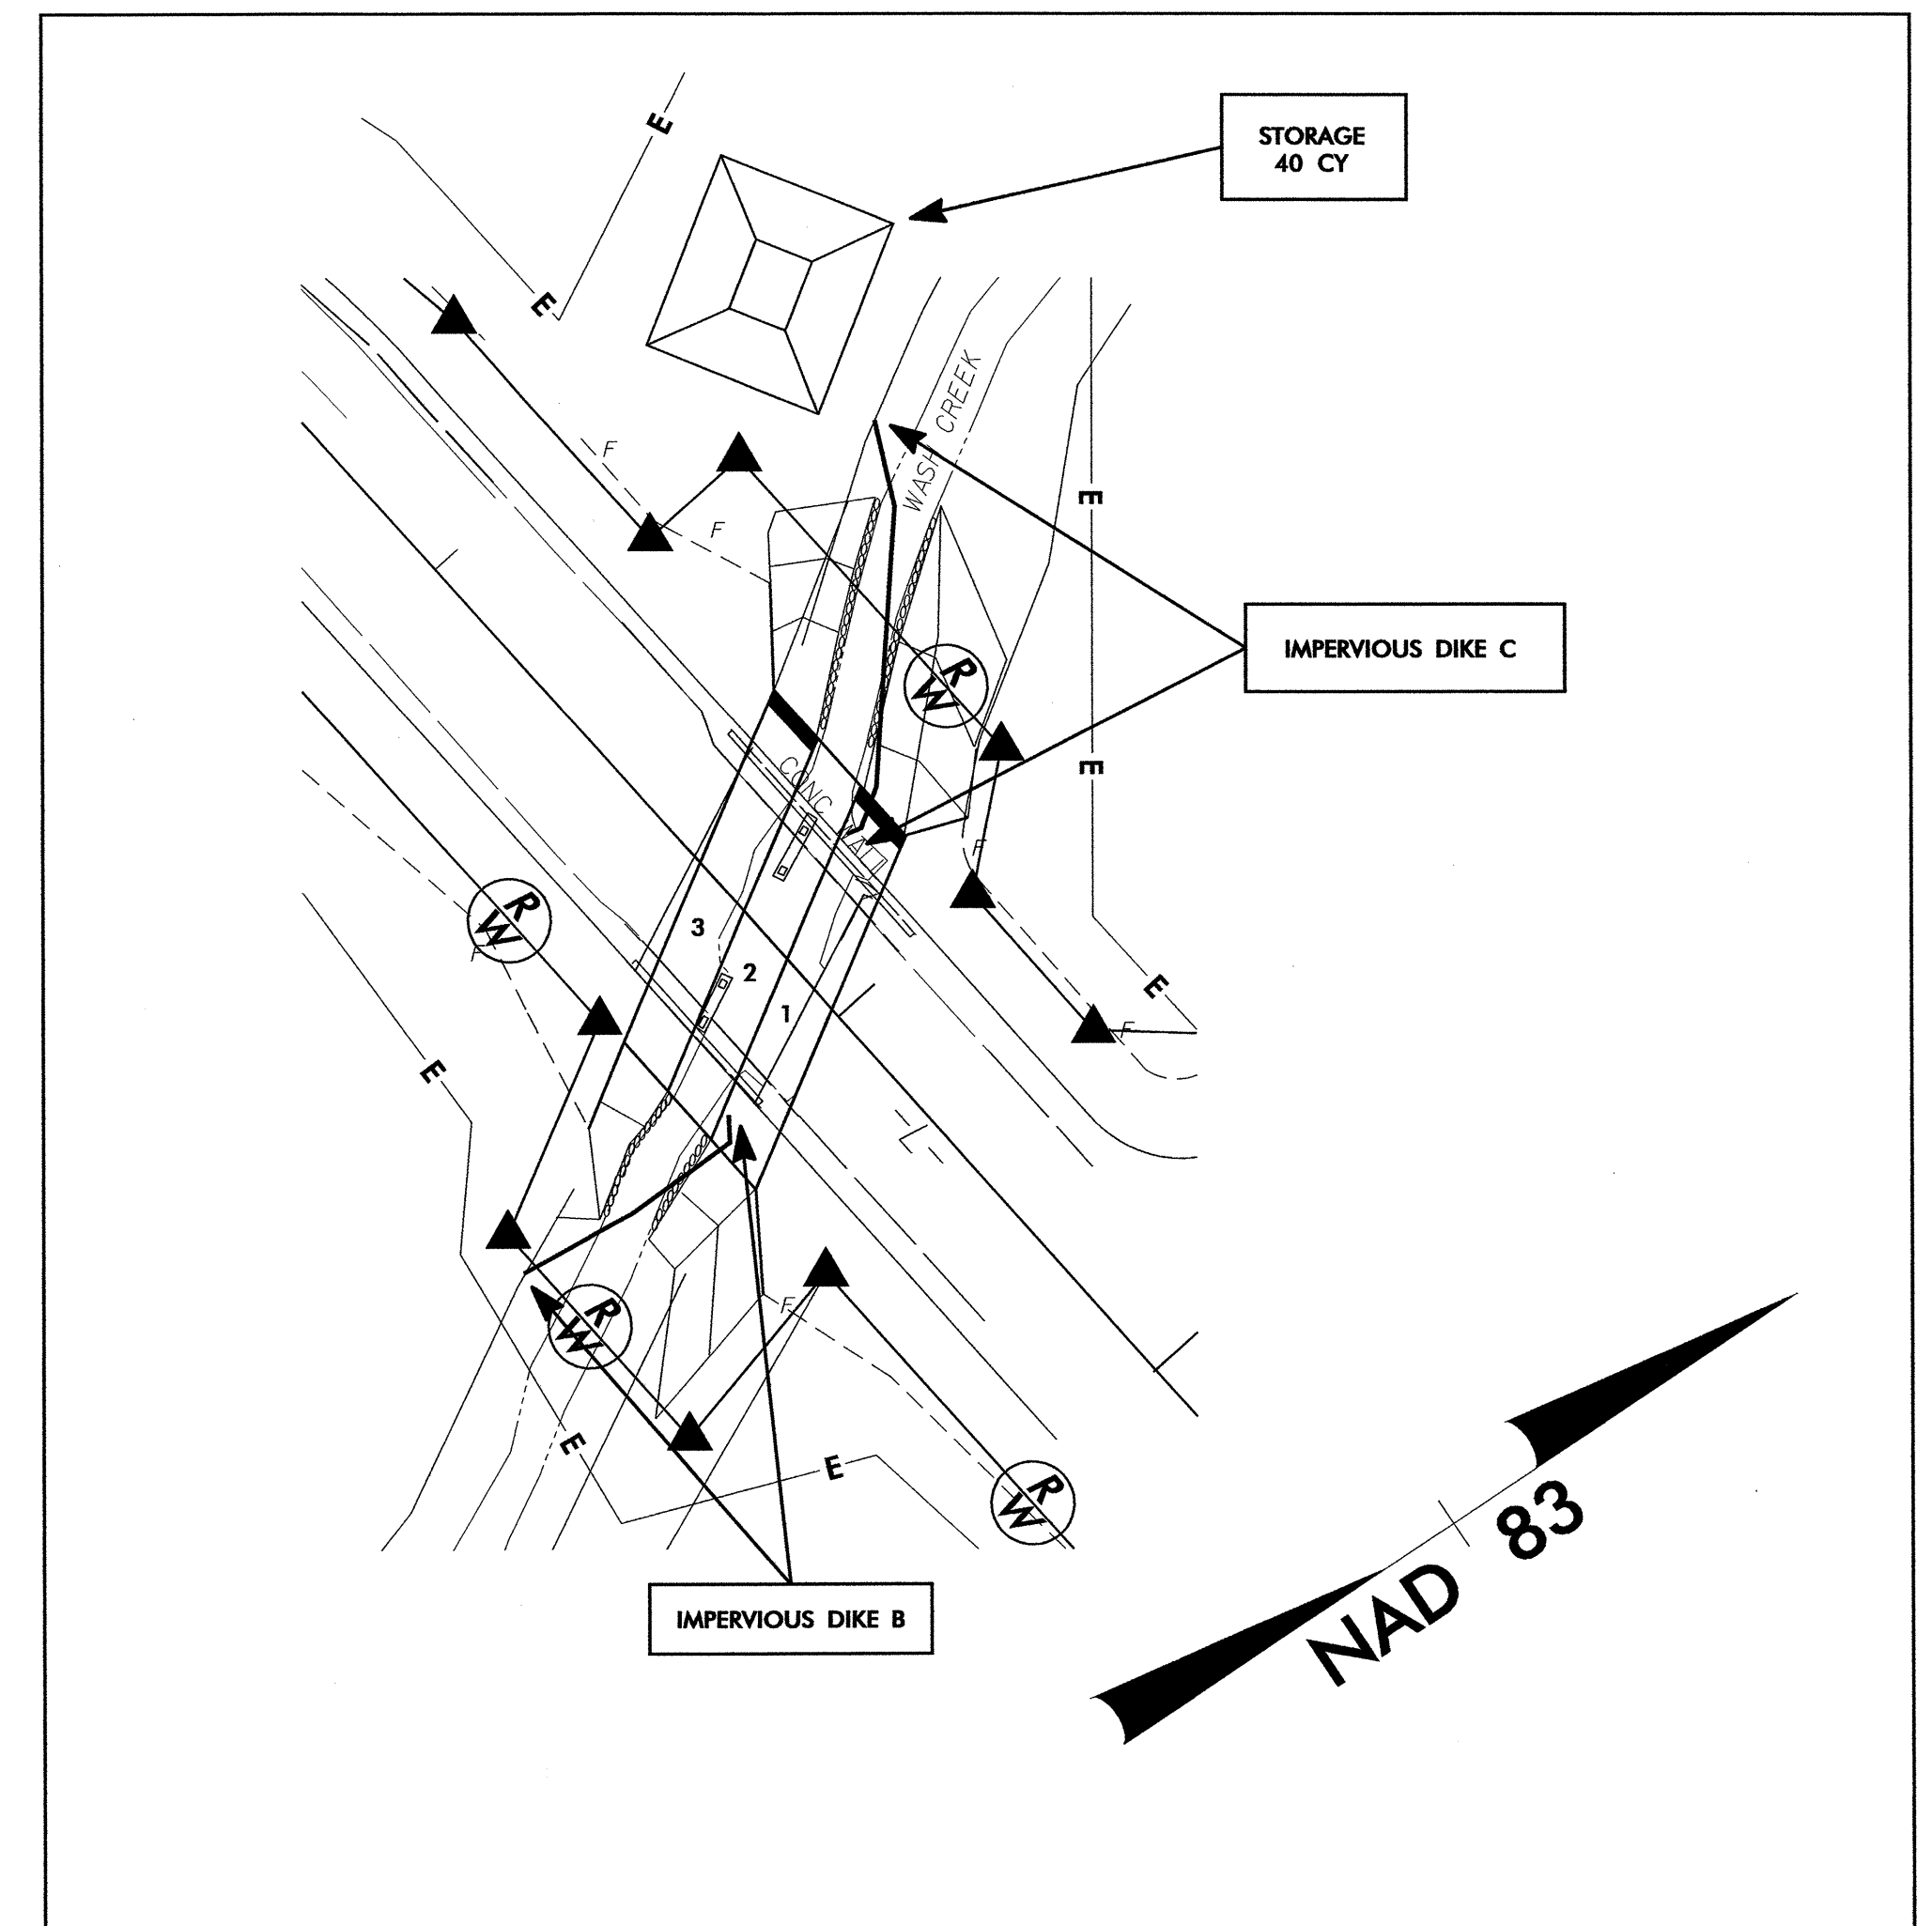 E
STORAGE
40 CY
E
WASH CREEK
F
F
E
IMPERVIOUS DIKE C
R
W
E
CONC
F
R
W
3
F
2
E
1
F
E
L
F
R
W
E
E
R
W
NAD 83
IMPERVIOUS DIKE B